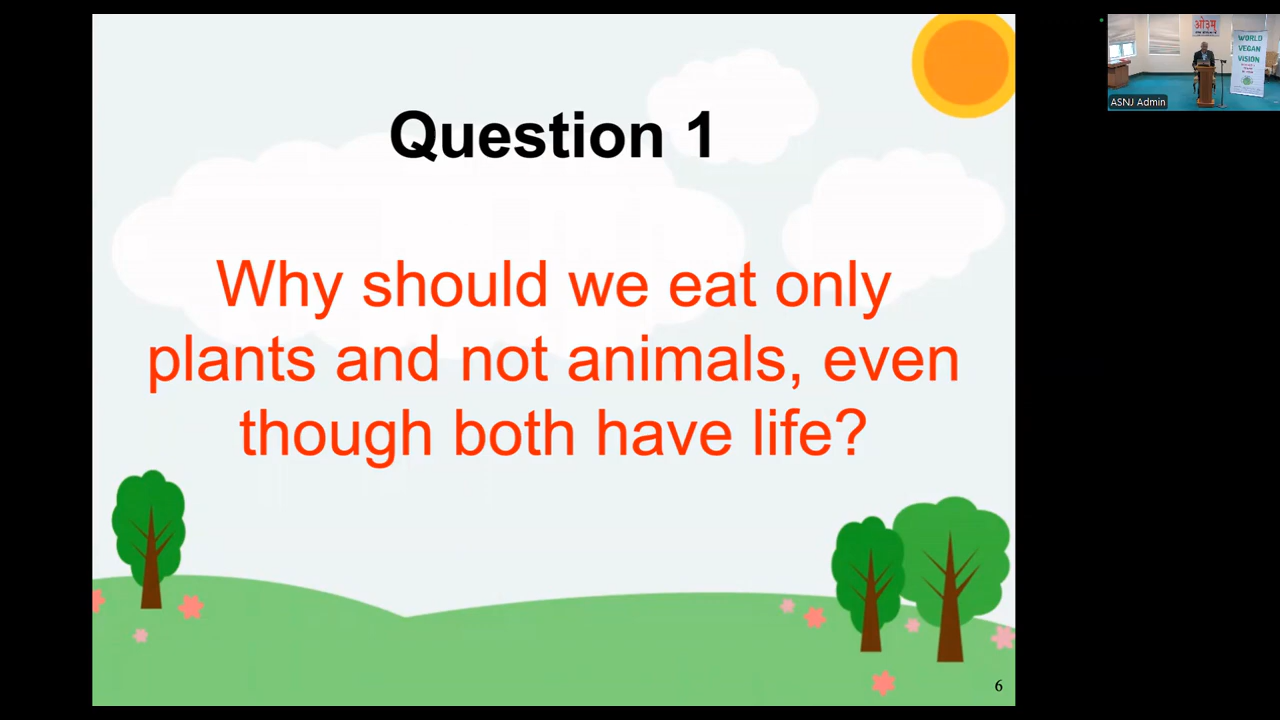 Question 1
Why should we eat only
plants and not animals, even
though both have life?
6
ओ३म्
WORLD
VEGAN
VISION
ASNJ Admin